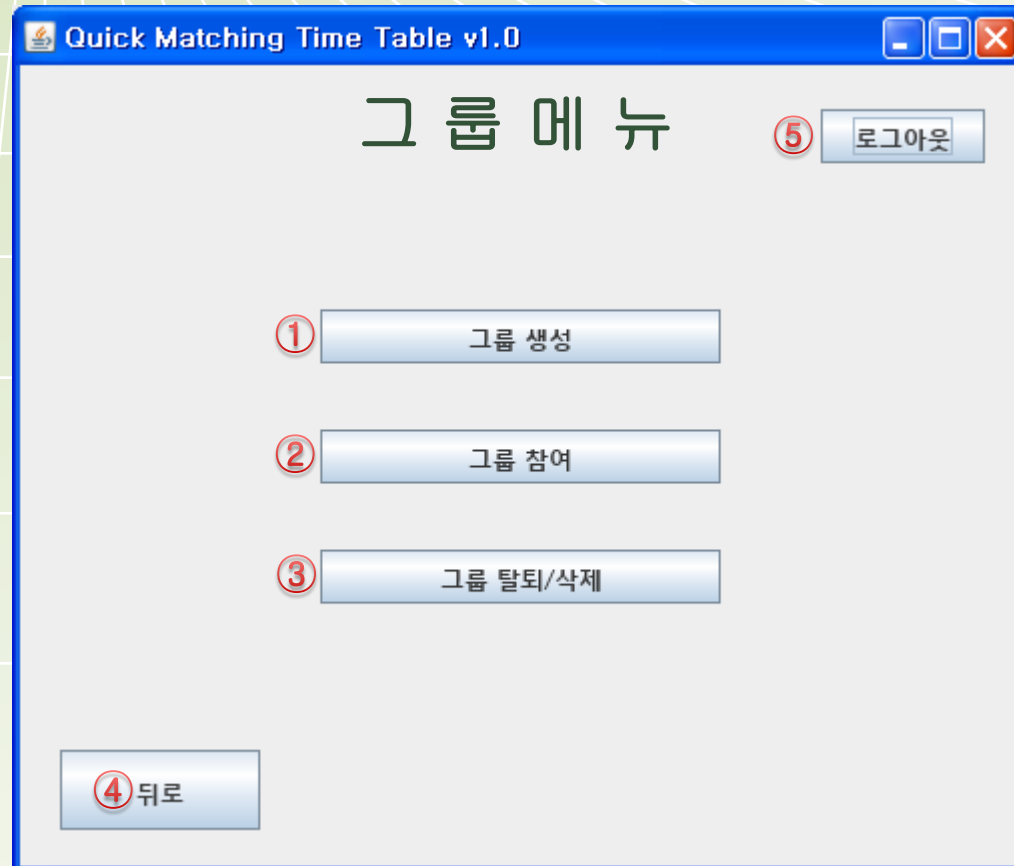 Quick Matching Time Table v1.0
그 룹 메 뉴
⑤ 로그아웃
① 그룹 생성
② 그룹 참여
③ 그룹 탈퇴/삭제
④ 뒤로